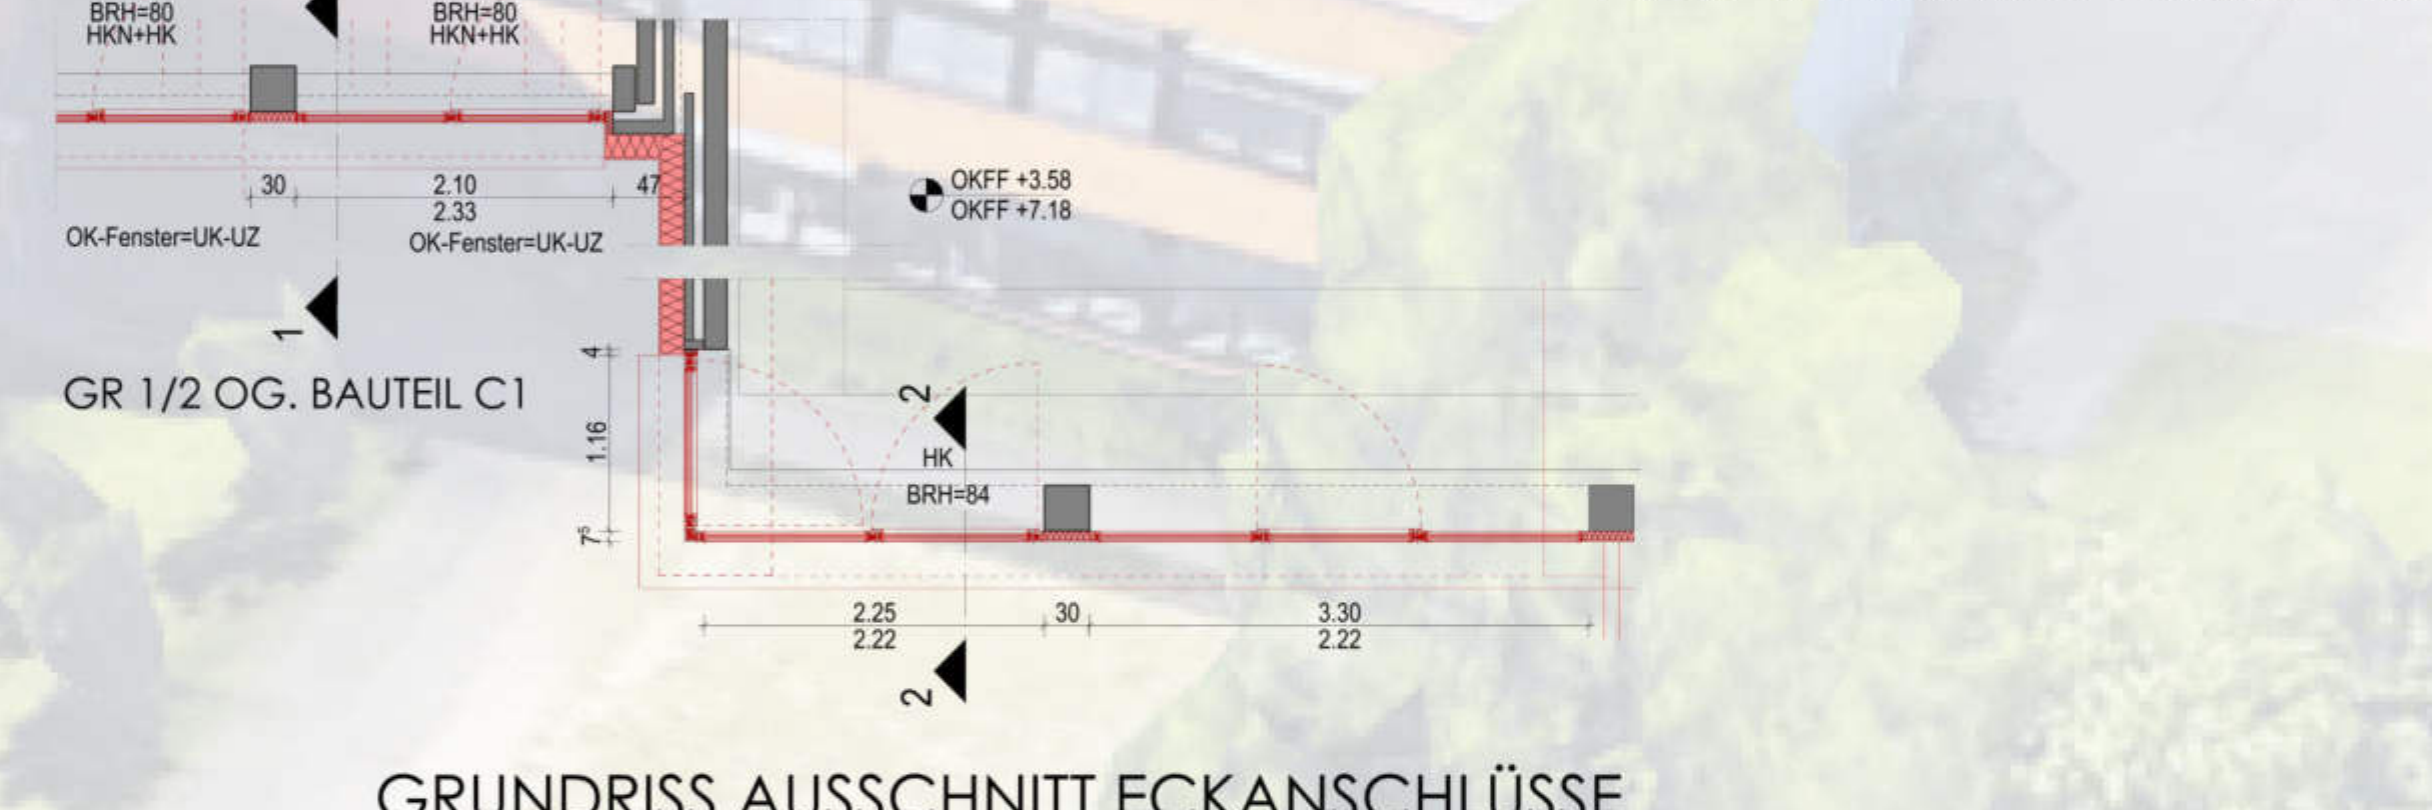 BRH=80
HKN+HK
BRH=80
HKN+HK
30
2.10
2.33
47
OK-Fenster=UK-UZ
OK-Fenster=UK-UZ
OKFF +3.58
OKFF +7.18
1
GR 1/2 OG. BAUTEIL C1
4
1.16
7⁵
2
HK
BRH=84
2.25
2.22
30
3.30
2.22
2
GRUNDRISS AUSSCHNITT ECKANSCHLÜSSE